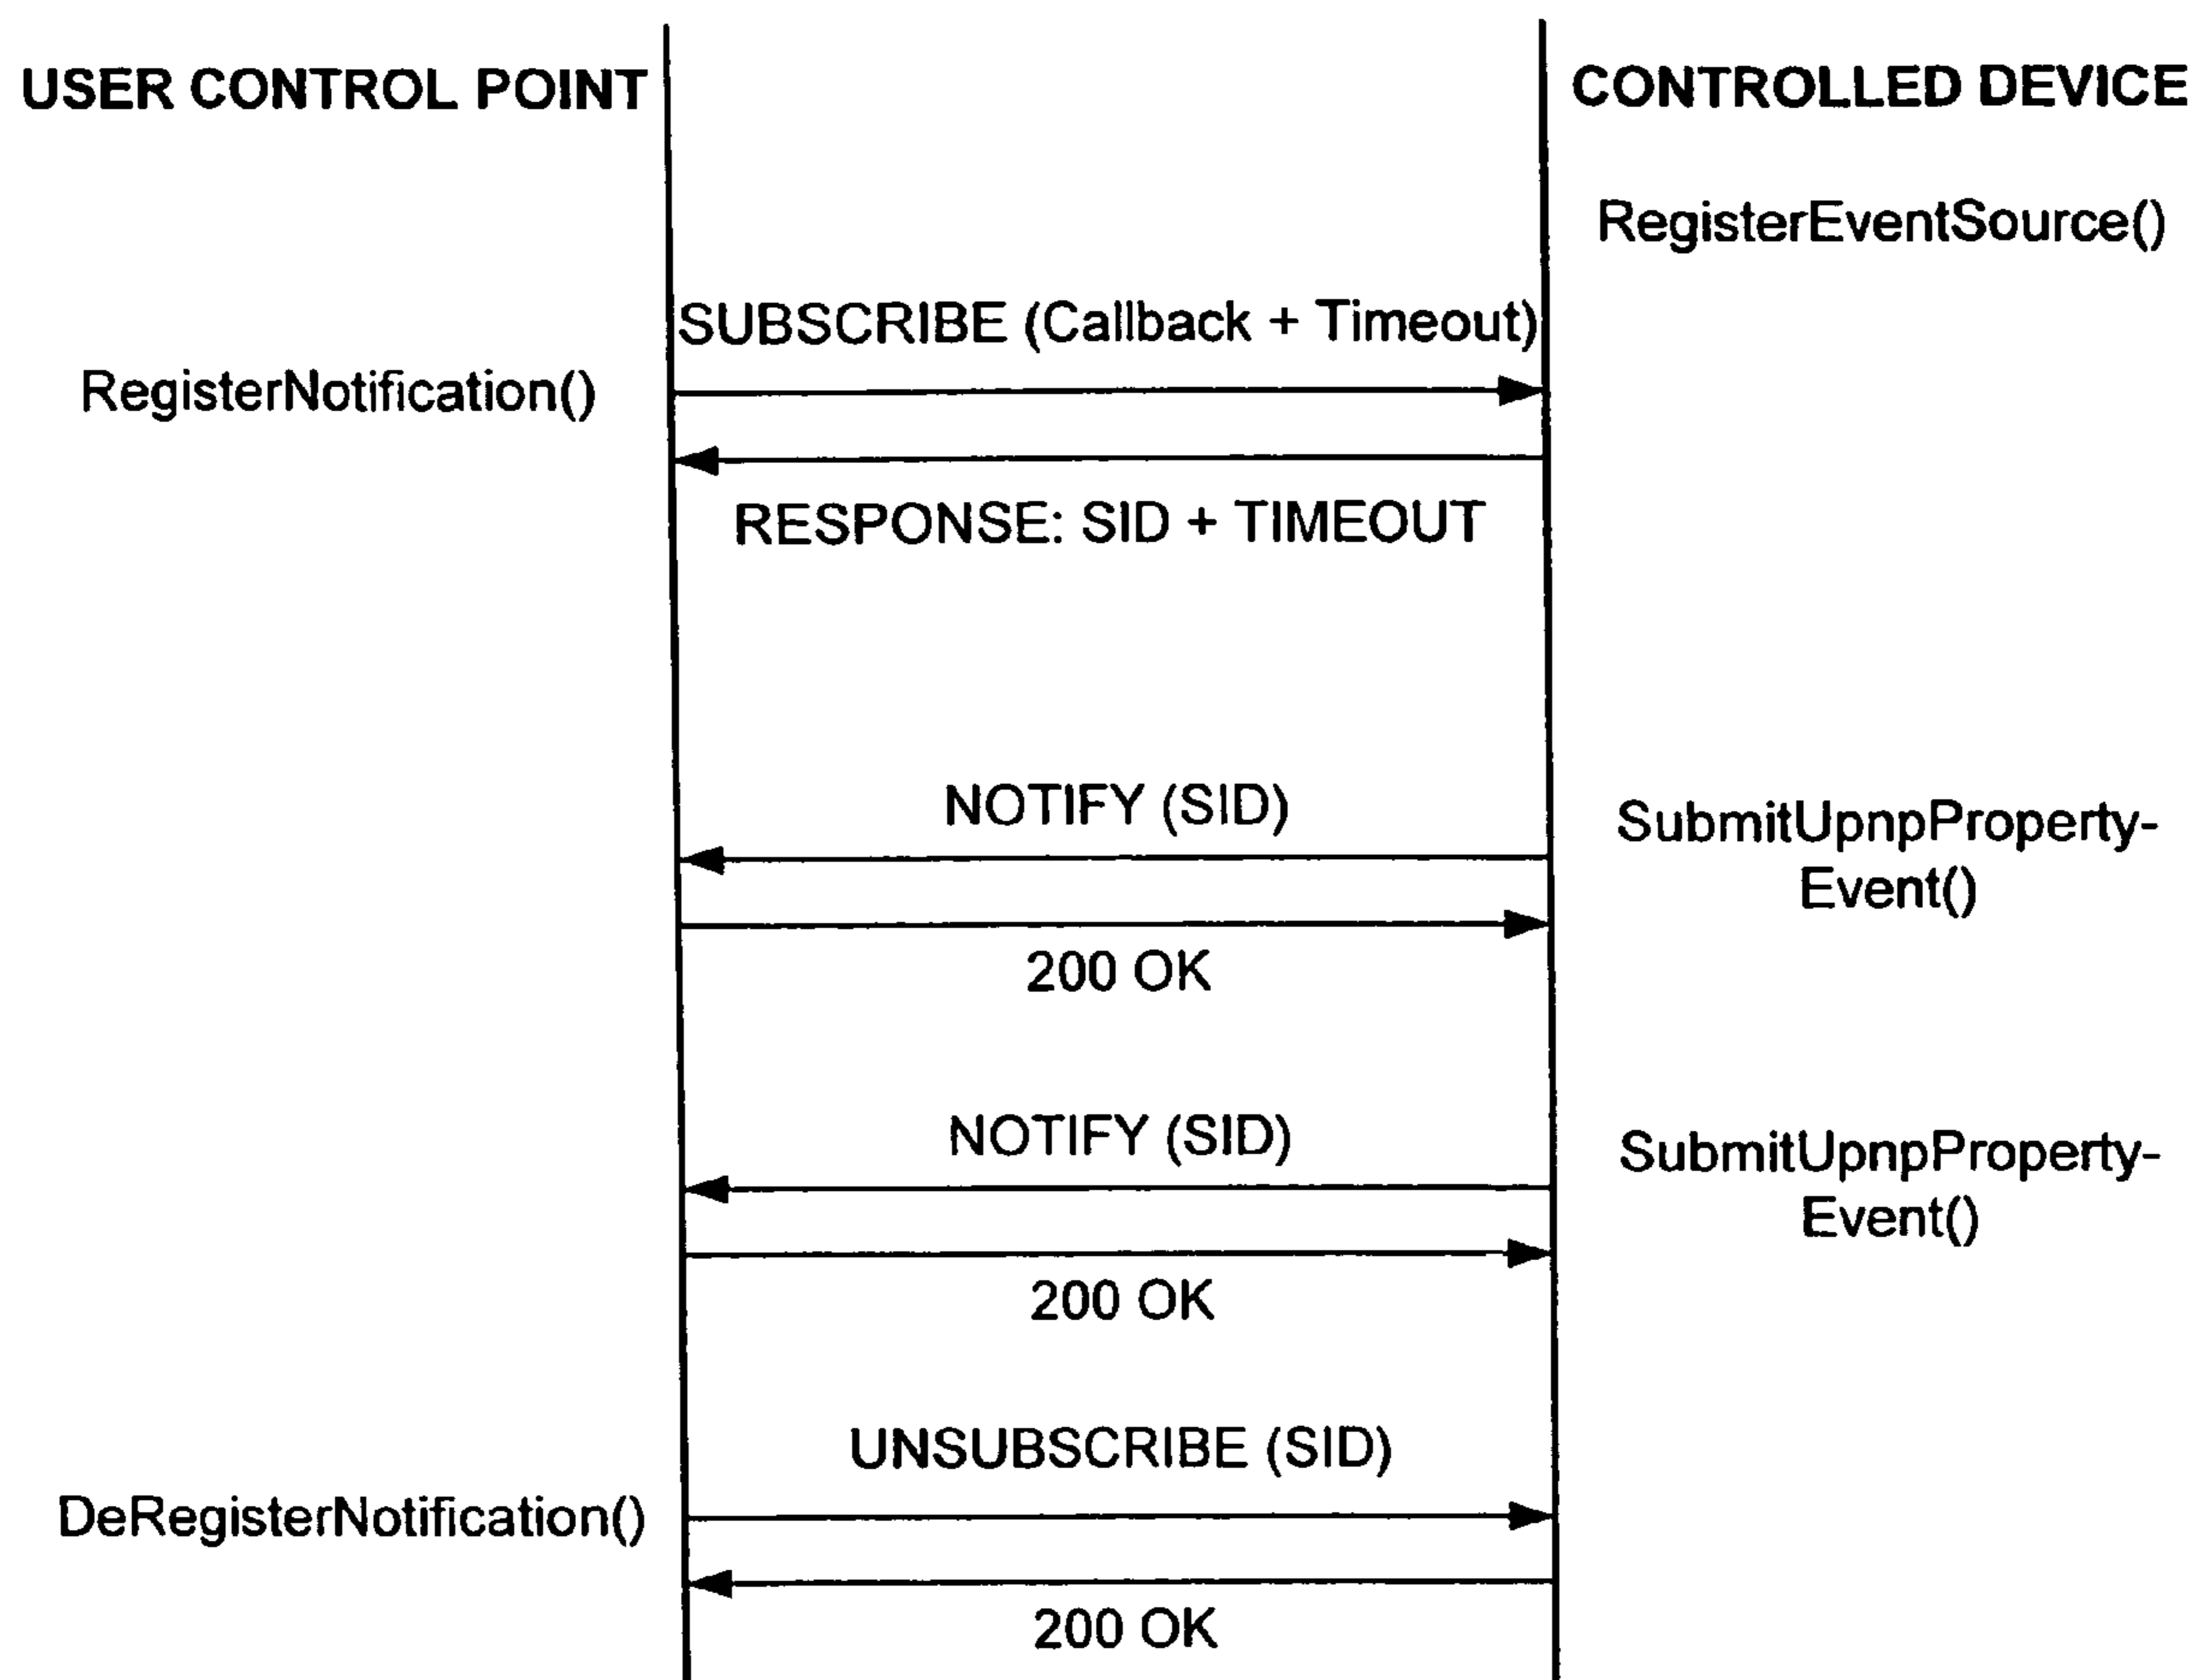 USER CONTROL POINT
CONTROLLED DEVICE
RegisterEventSource()
SUBSCRIBE (Callback + Timeout)
RegisterNotification()
RESPONSE: SID + TIMEOUT
NOTIFY (SID)
SubmitUpnpProperty-
Event()
200 OK
NOTIFY (SID)
SubmitUpnpProperty-
Event()
200 OK
UNSUBSCRIBE (SID)
DeRegisterNotification()
200 OK